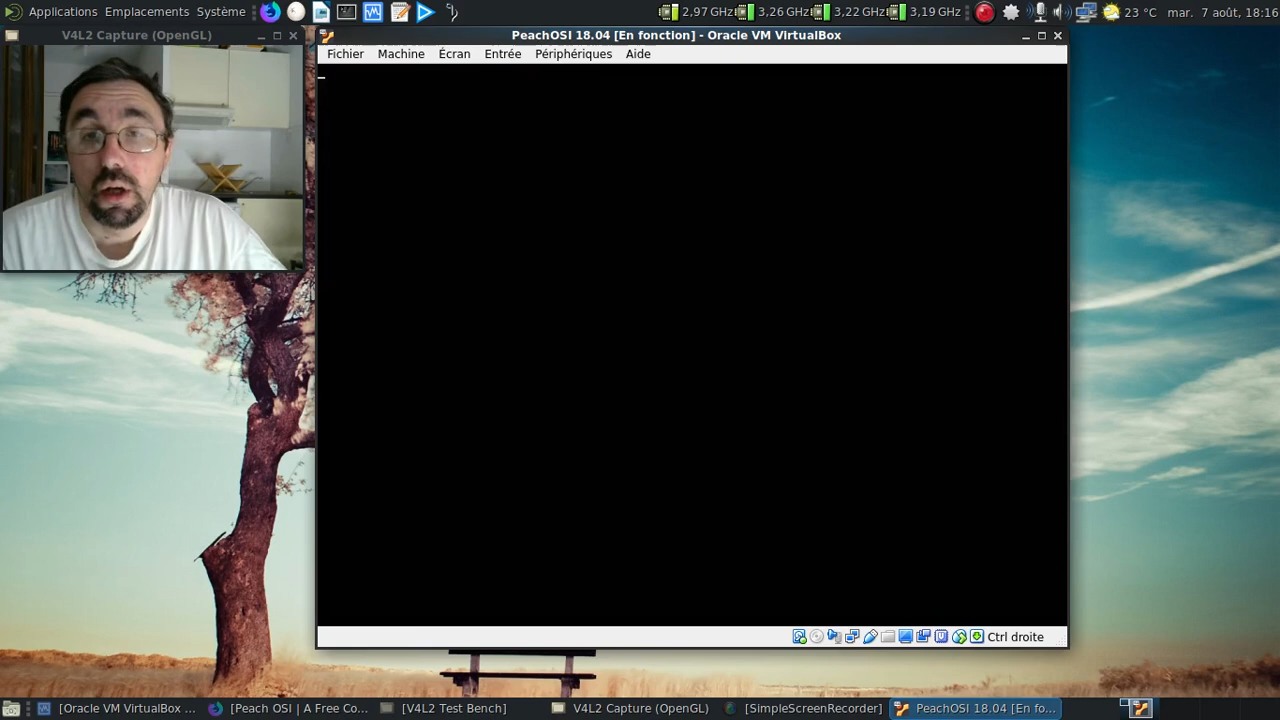 Applications Emplacements Système
2,97 GHz 3,26 GHz 3,22 GHz 3,19 GHz 23 °C mar. 7 août, 18:16
V4L2 Capture (OpenGL)
PeachOSI 18.04 [En fonction] - Oracle VM VirtualBox
Fichier Machine Écran Entrée Périphériques Aide
Ctrl droite
[Oracle VM VirtualBox ... [Peach OSI | A Free Co... [V4L2 Test Bench] V4L2 Capture (OpenGL) [SimpleScreenRecorder] PeachOSI 18.04 [En fo...